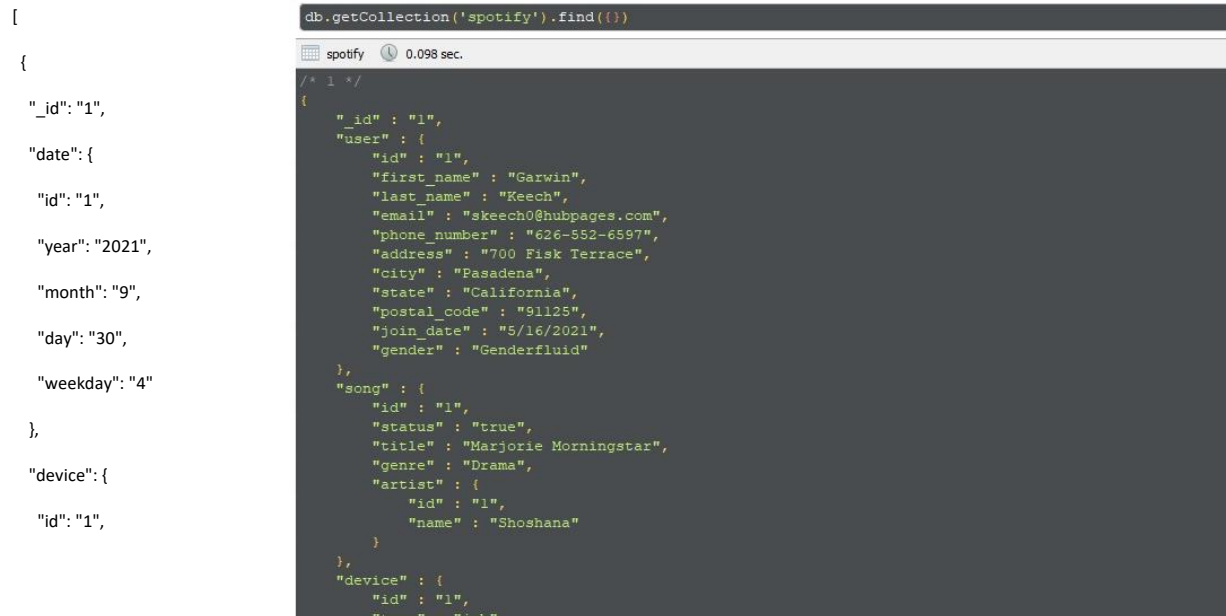 [
{
"_id": "1",
"date": {
"id": "1",
"year": "2021",
"month": "9",
"day": "30",
"weekday": "4"
},
"device": {
"id": "1",
db.getCollection('spotify').find({})
spotify 0.098 sec.
/* 1 */
{
"_id" : "1",
"user" : {
"id" : "1",
"first_name" : "Garwin",
"last_name" : "Keech",
"email" : "skeech0@hubpages.com",
"phone_number" : "626-552-6597",
"address" : "700 Fisk Terrace",
"city" : "Pasadena",
"state" : "California",
"postal_code" : "91125",
"join_date" : "5/16/2021",
"gender" : "Genderfluid"
},
"song" : {
"id" : "1",
"status" : "true",
"title" : "Marjorie Morningstar",
"genre" : "Drama",
"artist" : {
"id" : "1",
"name" : "Shoshana"
}
},
"device" : {
"id" : "1",